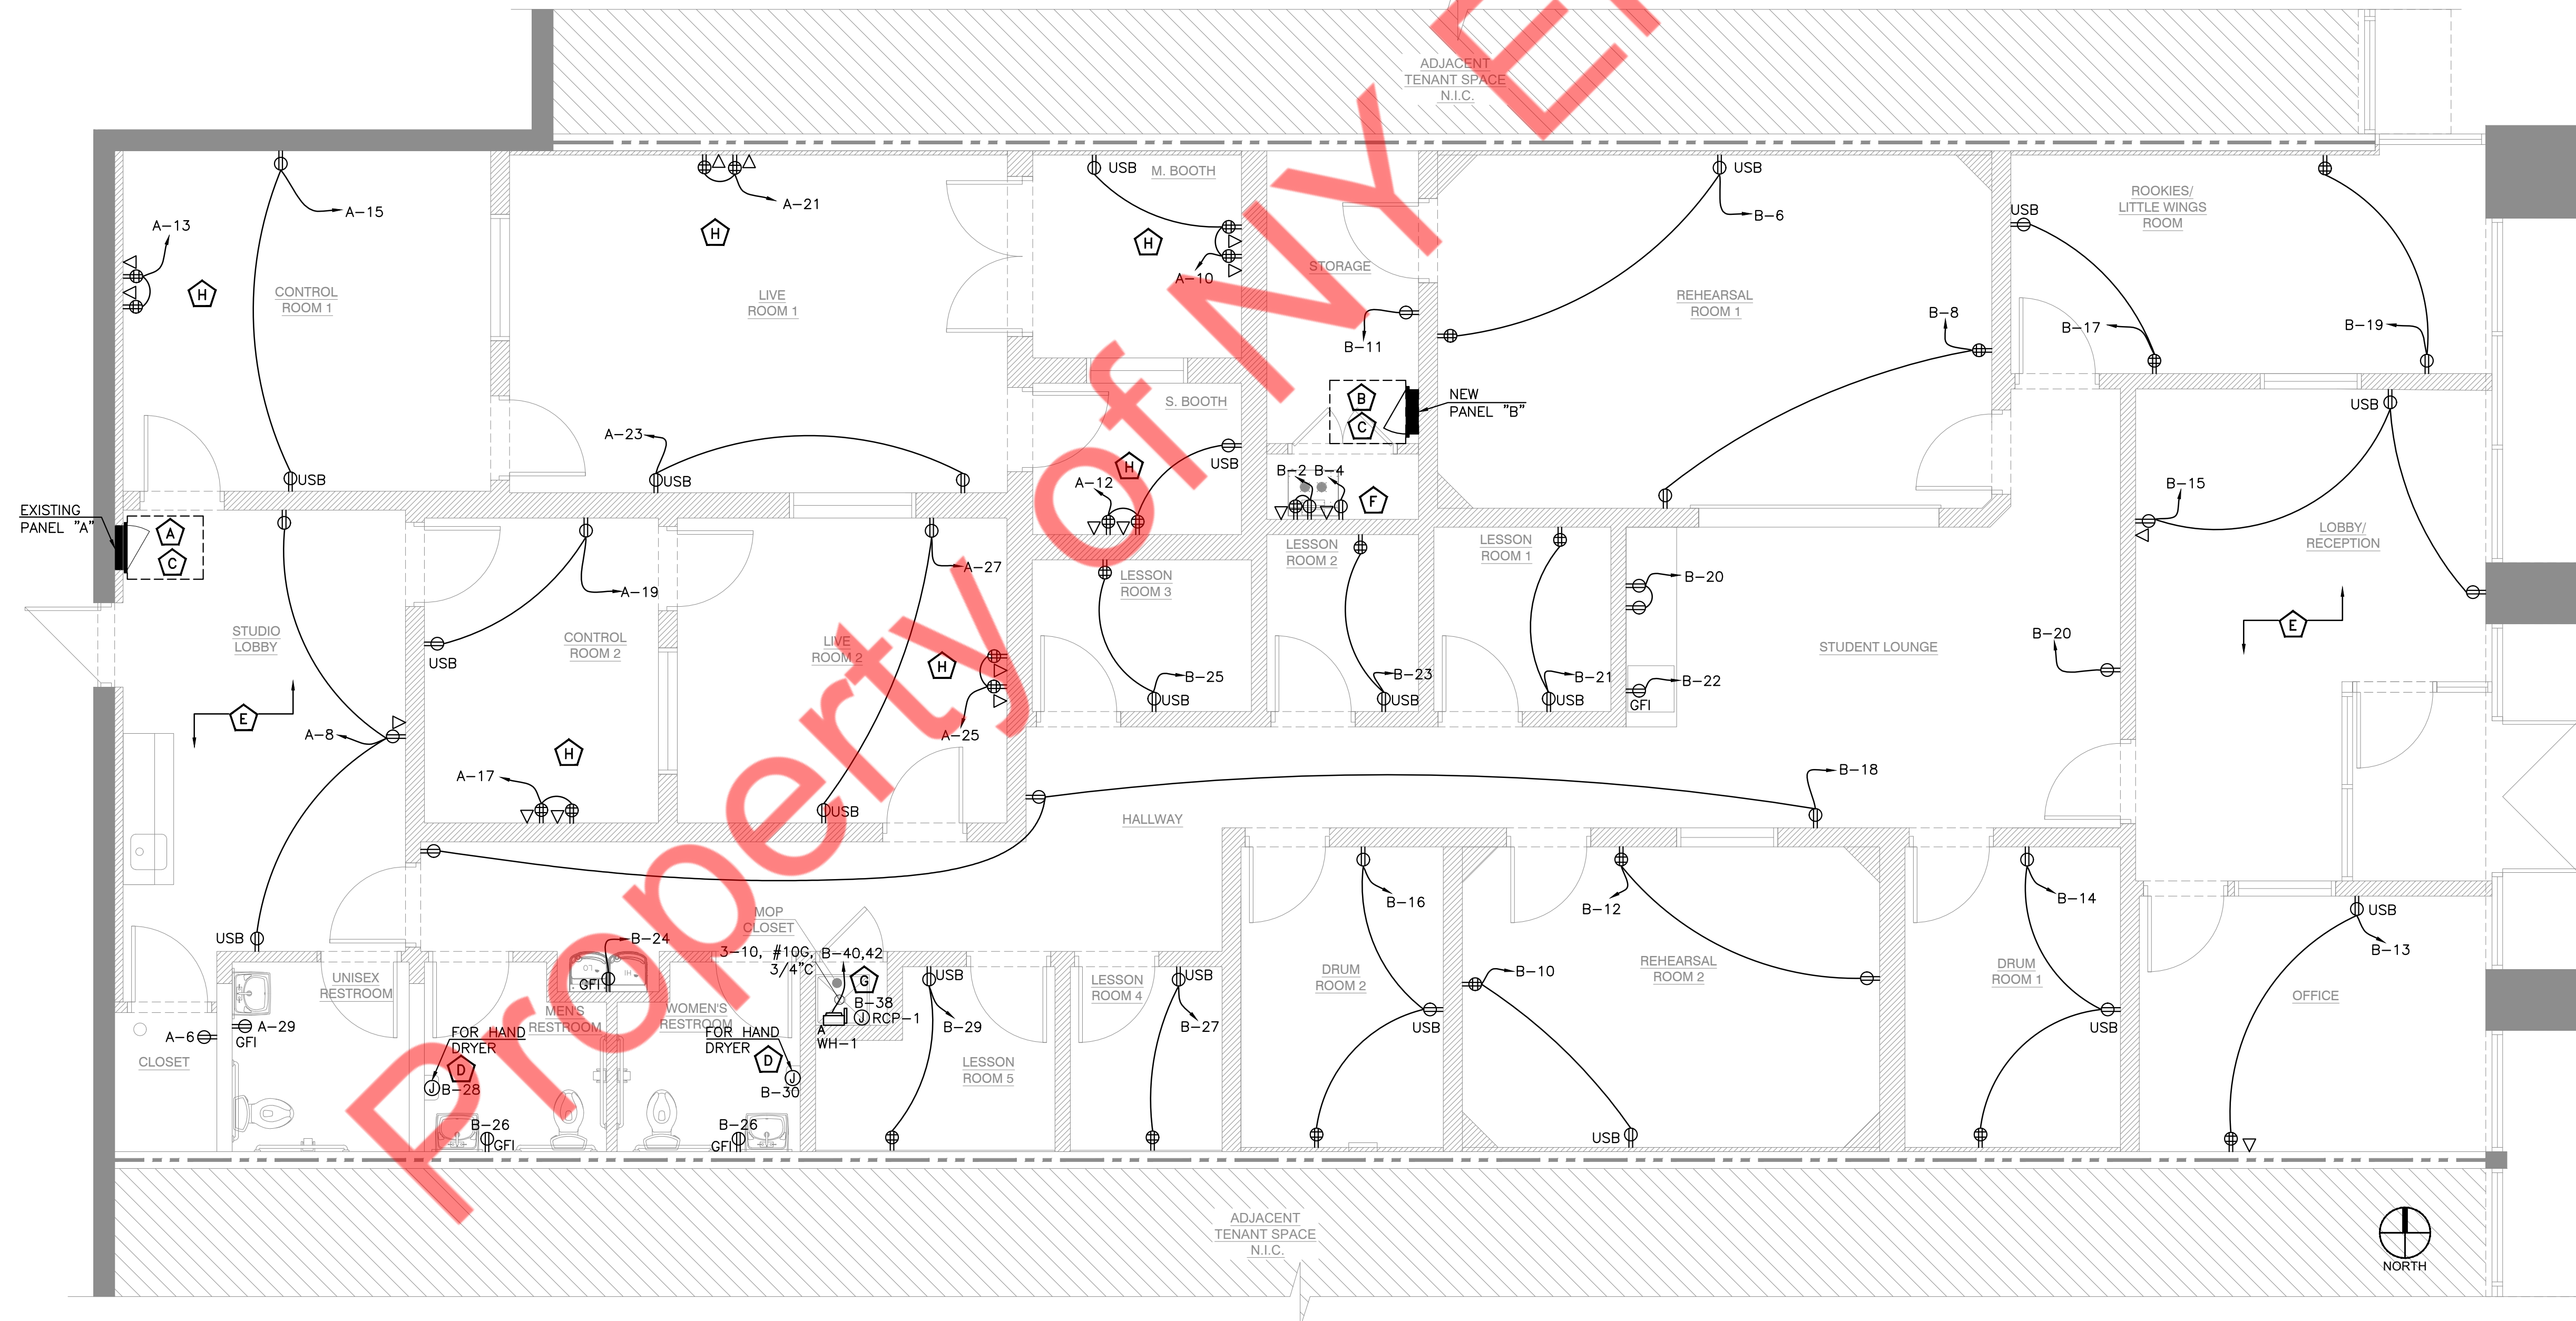 ADJACENT
TENANT SPACE
N.I.C.
Property of NY E
A-13
A-15
H
CONTROL
ROOM 1
USB
A-21
H
LIVE
ROOM 1
A-23
USB
USB
M. BOOTH
H
A-10
S. BOOTH
H
USB
A-12
STORAGE
B-11
B
C
NEW
PANEL "B"
B-2
B-4
F
USB
B-6
REHEARSAL
ROOM 1
B-8
ROOKIES/
LITTLE WINGS
ROOM
USB
B-17
B-19
USB
B-15
LOBBY/
RECEPTION
E
EXISTING
PANEL "A"
A
C
STUDIO
LOBBY
E
A-8
USB
A-19
USB
CONTROL
ROOM 2
H
A-17
A-27
LIVE
ROOM 2
H
A-25
USB
LESSON
ROOM 3
B-25
USB
LESSON
ROOM 2
B-23
USB
LESSON
ROOM 1
B-21
USB
B-20
B-22
GFI
STUDENT LOUNGE
B-20
B-18
HALLWAY
MOP
CLOSET
3-10, #10G,
3/4"C
B-40,42
G
B-38
J
RCP-1
A
WH-1
B-24
GFI
UNISEX
RESTROOM
A-29
GFI
A-6
CLOSET
MEN'S
RESTROOM
FOR HAND
DRYER
D
J
B-28
B-26
GFI
WOMEN'S
RESTROOM
FOR HAND
DRYER
D
J
B-30
B-26
GFI
USB
B-29
LESSON
ROOM 5
LESSON
ROOM 4
USB
B-27
B-16
DRUM
ROOM 2
USB
B-12
B-10
REHEARSAL
ROOM 2
USB
B-14
DRUM
ROOM 1
USB
USB
B-13
OFFICE
ADJACENT
TENANT SPACE
N.I.C.
NORTH